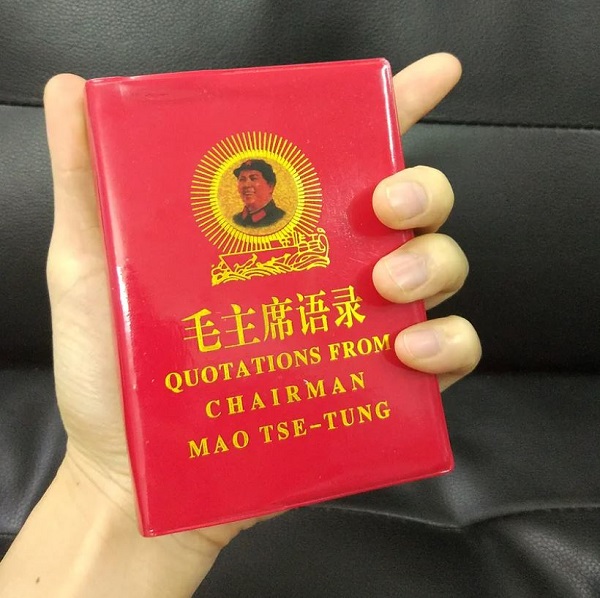 毛主席语录
QUOTATIONS FROM
CHAIRMAN
MAO TSE-TUNG